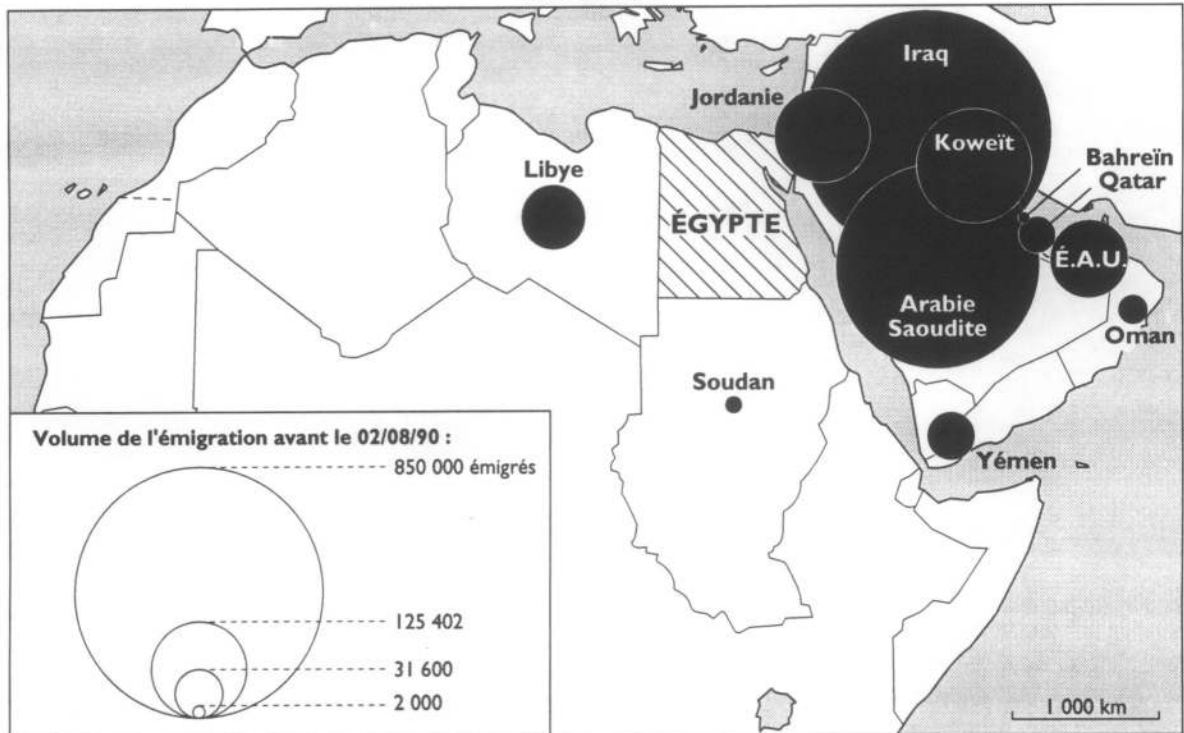 Iraq
Jordanie
Koweït
Bahreïn
Qatar
Libye
ÉGYPTE
É.A.U.
Arabie
Saoudite
Oman
Soudan
Yémen
Volume de l'émigration avant le 02/08/90 :
850 000 émigrés
125 402
31 600
2 000
1 000 km